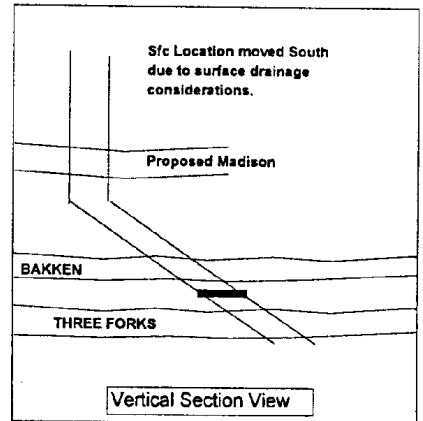 Sfc Location moved South
due to surface drainage
considerations.
Proposed Madison
BAKKEN
THREE FORKS
Vertical Section View